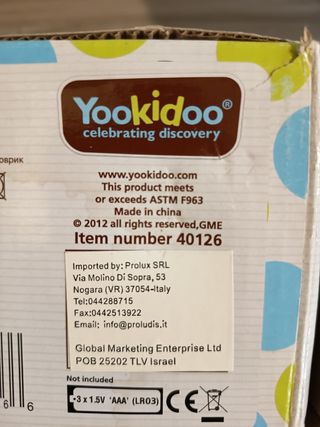 Yookidoo®
celebrating discovery
оврик
www.yookidoo.com
This product meets
or exceeds ASTM F963
Made in china
© 2012 all rights reserved,GME
Item number 40126
Imported by: Prolux SRL
Via Molino Di Sopra, 53
Nogara (VR) 37054-Italy
Tel;044288715
Fax:0442513922
Email; info@proludis.it
Global Marketing Enterprise Ltd
POB 25202 TLV Israel
Not included
3 x 1.5V 'AAA' (LR03) CE
6 6